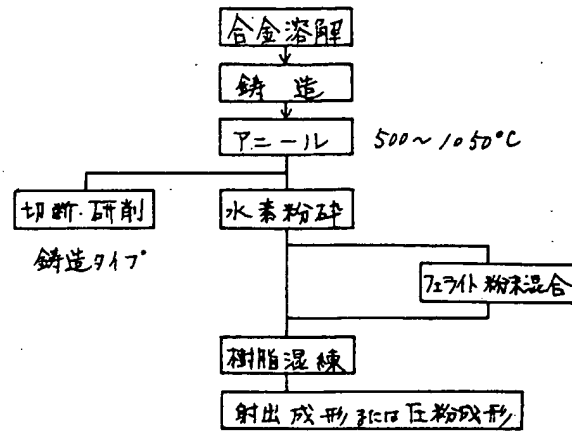 合金溶解
鋳造
アニール 500~1050°C
切断・研削 水素粉砕
鋳造タイプ
フェライト粉末混合
樹脂混練
射出成形または圧粉成形